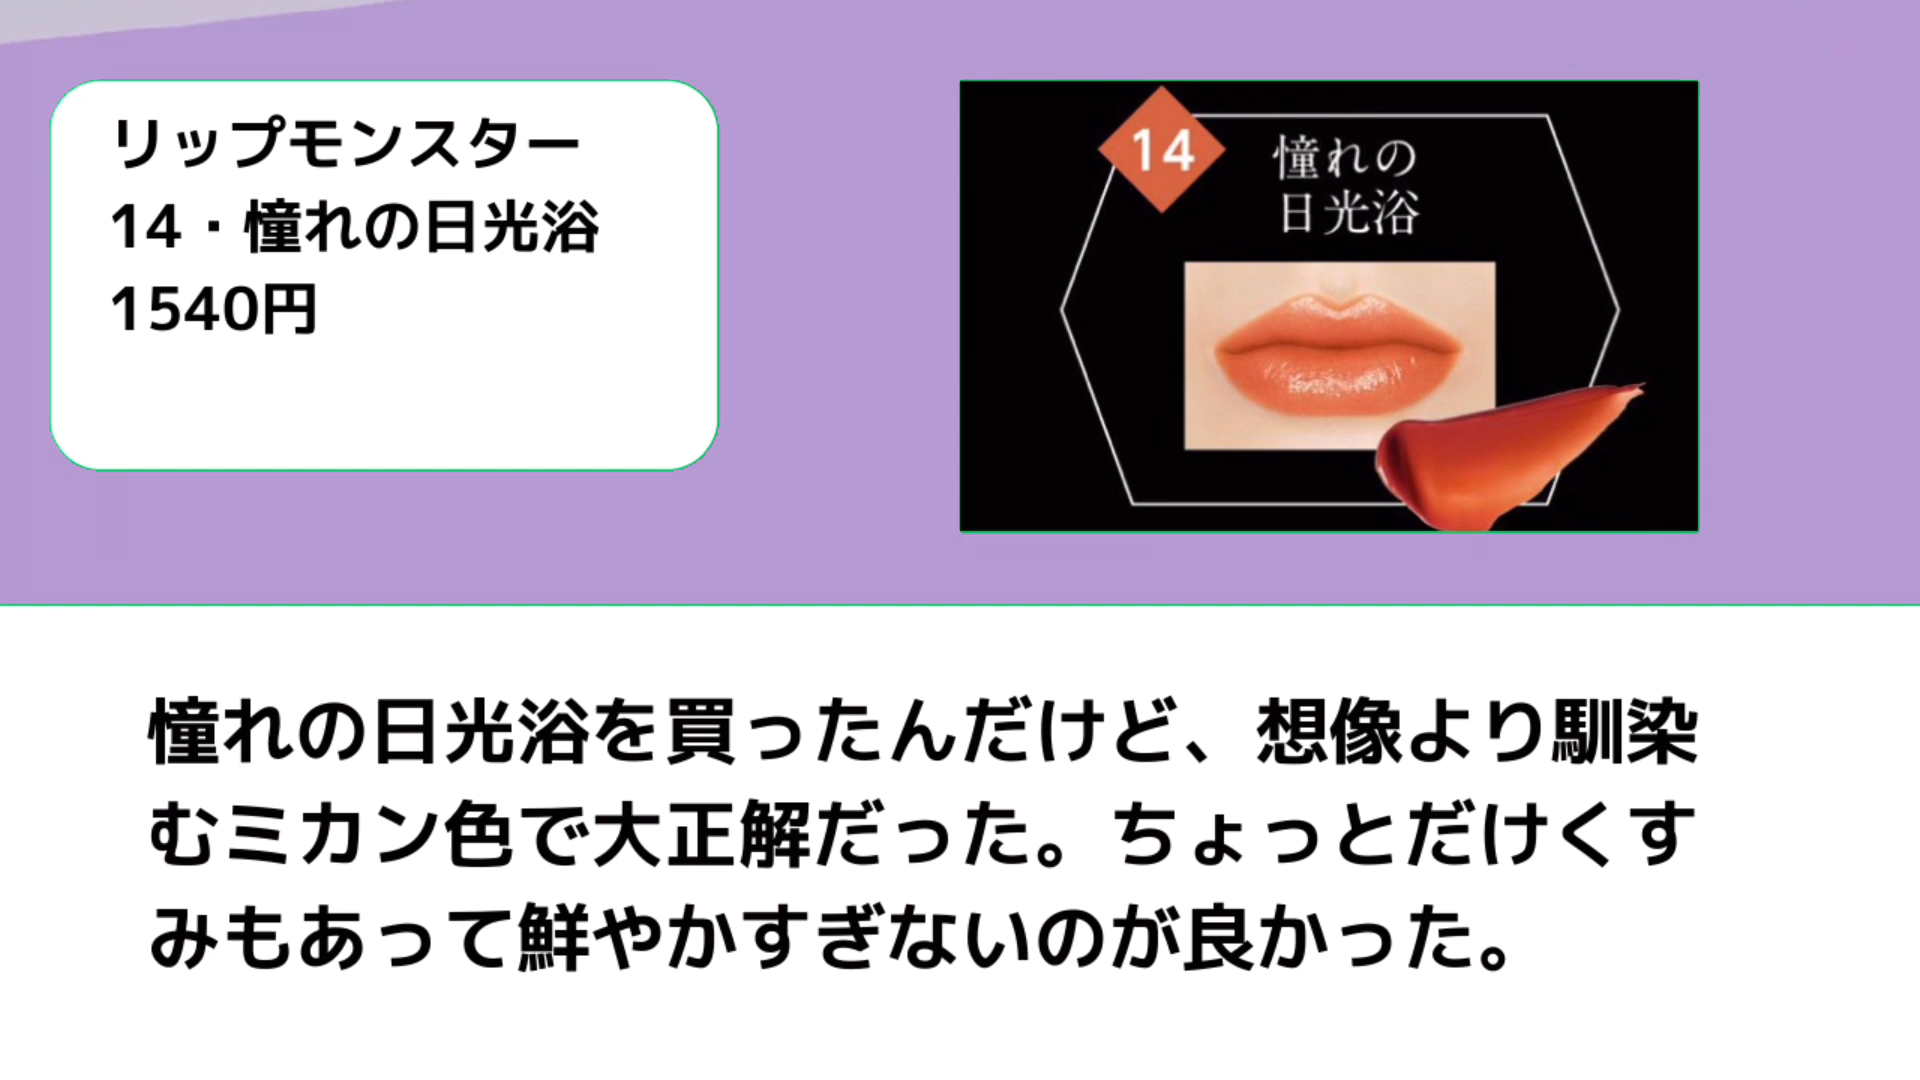 リップモンスター
14・憧れの日光浴
1540円
14
憧れの
日光浴
憧れの日光浴を買ったんだけど、想像より馴染
むミカン色で大正解だった。ちょっとだけくす
みもあって鮮やかすぎないのが良かった。